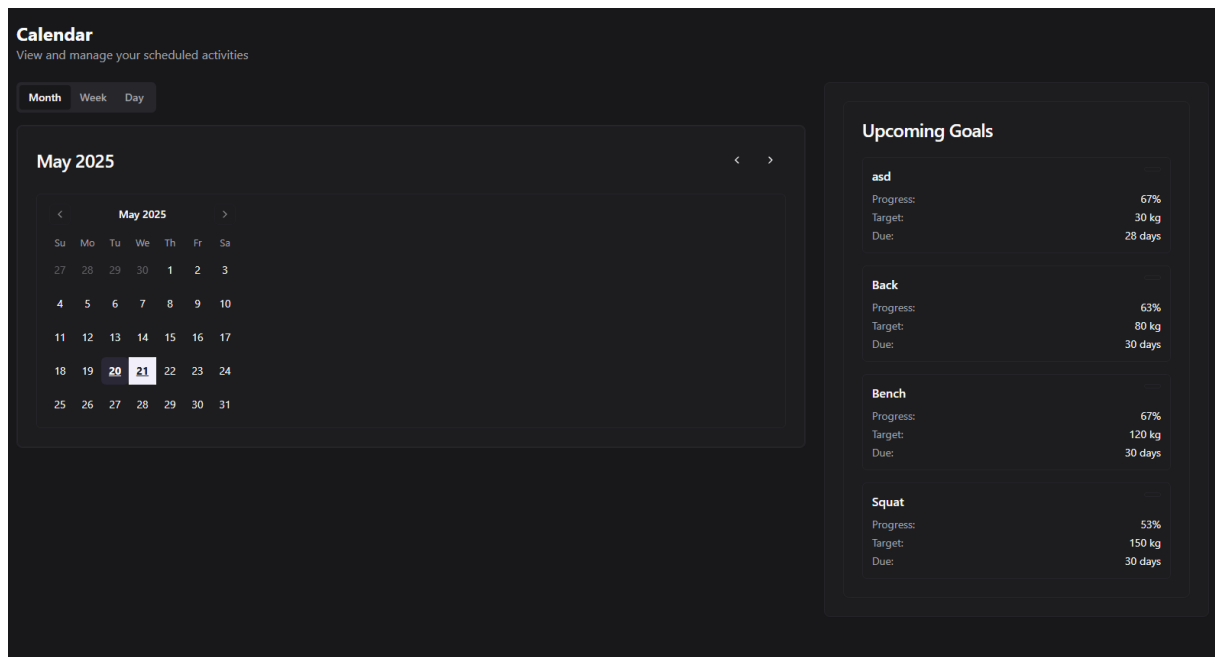 Calendar
View and manage your scheduled activities
Month Week Day
May 2025
May 2025
Su Mo Tu We Th Fr Sa
27 28 29 30 1 2 3
4 5 6 7 8 9 10
11 12 13 14 15 16 17
18 19 20 21 22 23 24
25 26 27 28 29 30 31
Upcoming Goals
asd
Progress: 67%
Target: 30 kg
Due: 28 days
Back
Progress: 63%
Target: 80 kg
Due: 30 days
Bench
Progress: 67%
Target: 120 kg
Due: 30 days
Squat
Progress: 53%
Target: 150 kg
Due: 30 days